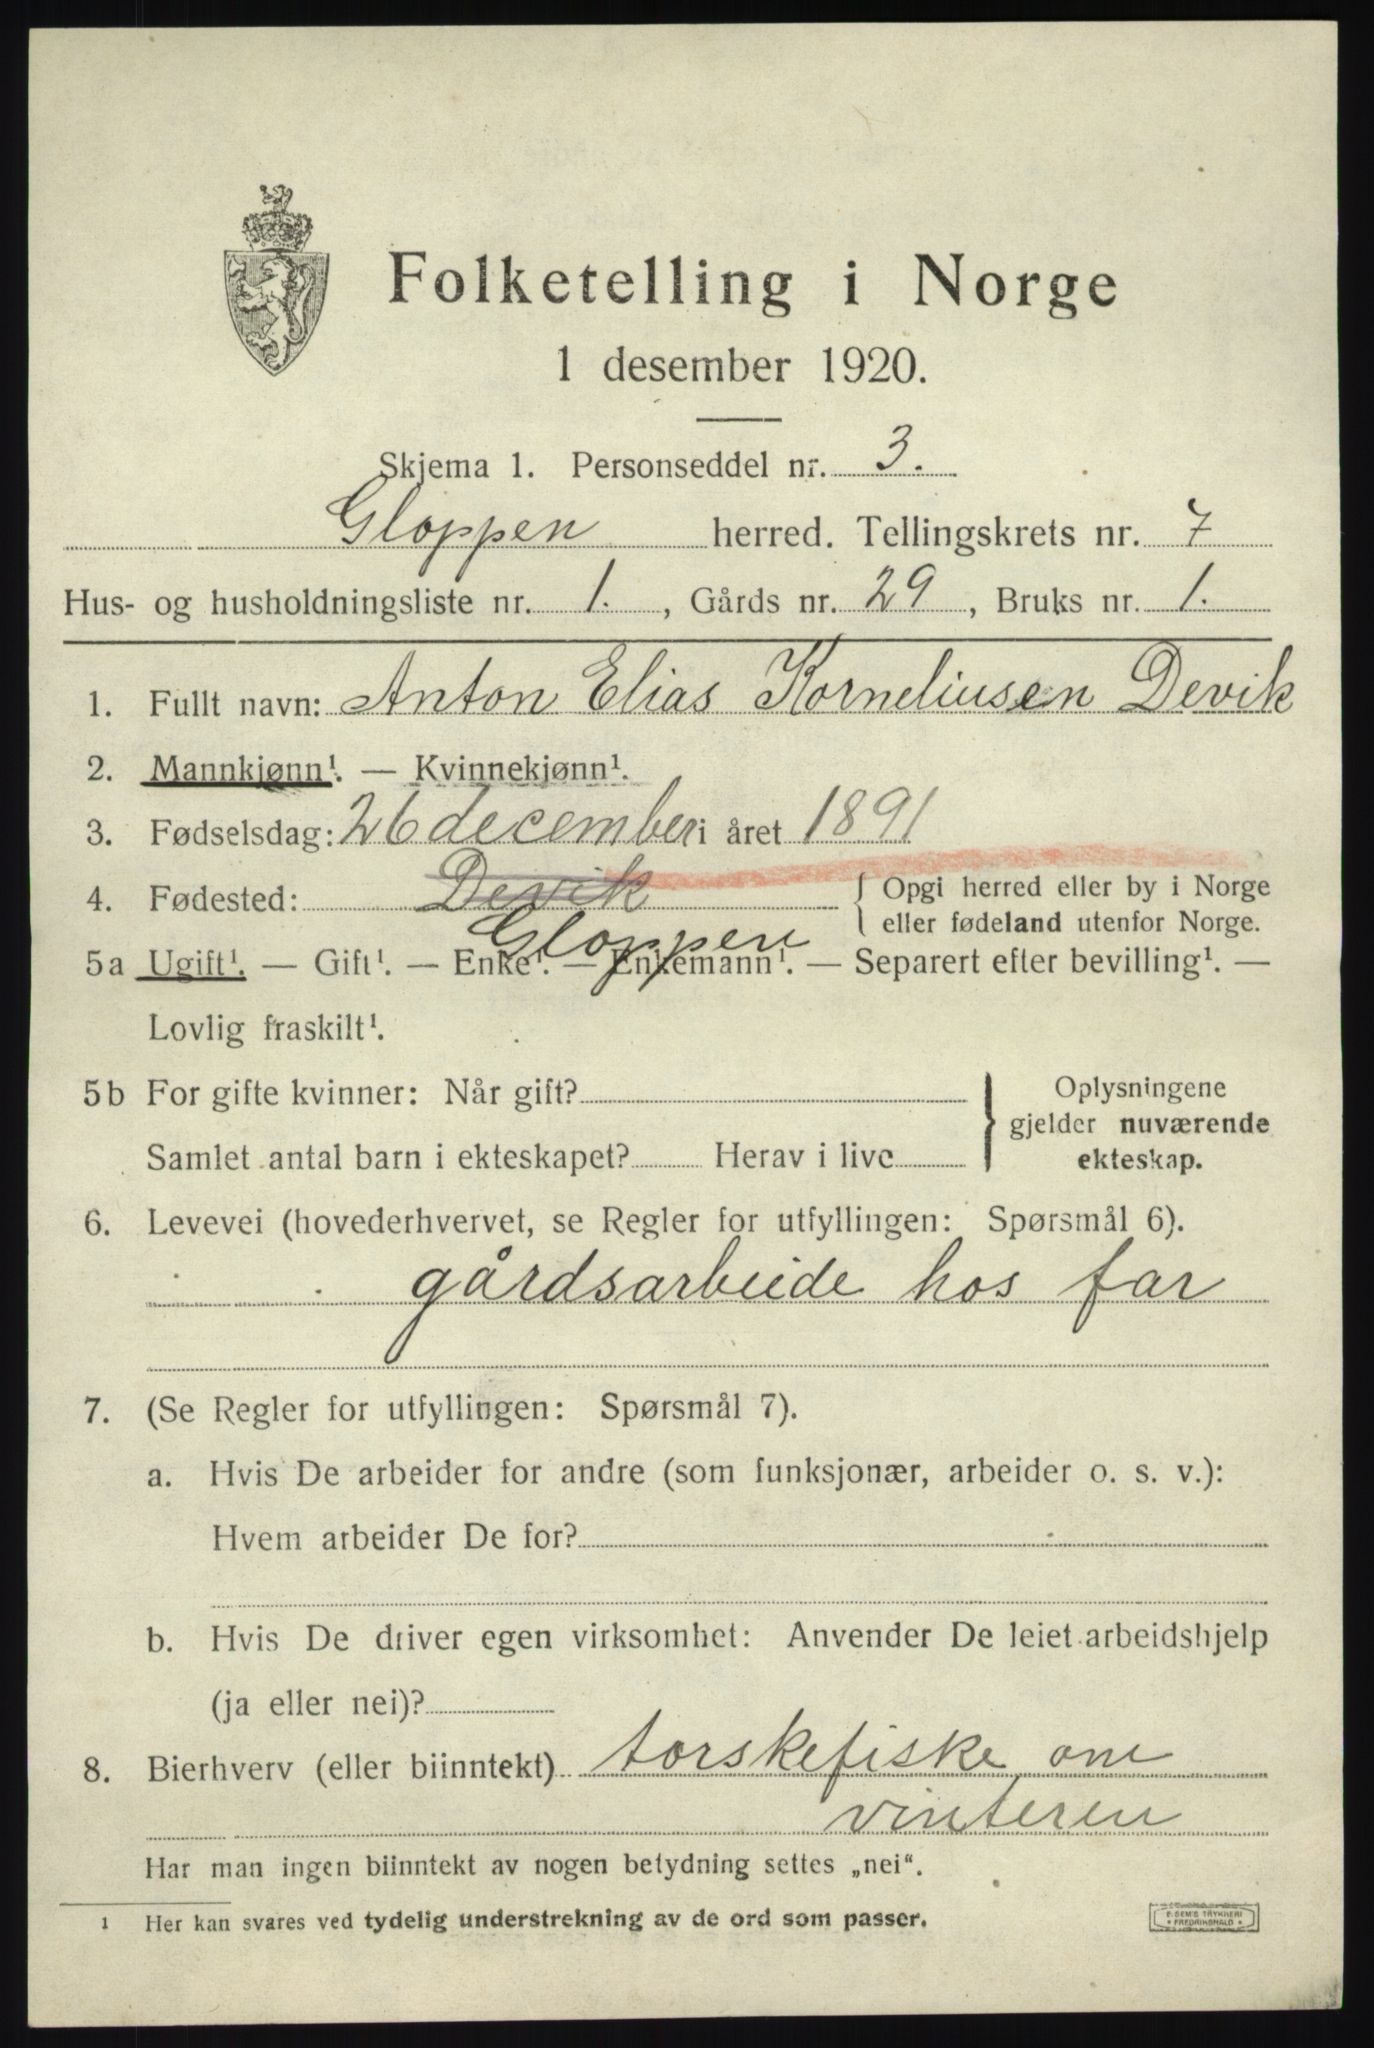 Folketelling i Norge
1 desember 1920.
Skjema 1. Personseddel nr. 3.
Gloppen herred. Tellingskrets nr. 7
Hus- og husholdningsliste nr. 1., Gårds nr. 29, Bruks nr. 1.
1. Fullt navn: Anton Elias Korneliusen Devik
2. Mannkjønn¹. — Kvinnekjønn¹.
3. Fødselsdag: 26 december i året 1891
4. Fødested: Devik { Opgi herred eller by i Norge
eller fødeland utenfor Norge.
Gloppen
5a Ugift¹. — Gift¹. — Enke¹. — Enkemann¹. — Separert efter bevilling¹. —
Lovlig fraskilt¹.
5b For gifte kvinner: Når gift?
Samlet antal barn i ekteskapet? Herav i live
} Oplysningene
gjelder nuværende
ekteskap.
6. Levevei (hovederhvervet, se Regler for utfyllingen: Spørsmål 6).
gårdsarbeide hos far
7. (Se Regler for utfyllingen: Spørsmål 7).
a. Hvis De arbeider for andre (som funksjonær, arbeider o. s. v.):
Hvem arbeider De for?
b. Hvis De driver egen virksomhet: Anvender De leiet arbeidshjelp
(ja eller nei)?
8. Bierhverv (eller biinntekt) torskefiske om
vinteren
Har man ingen biinntekt av nogen betydning settes „nei“.
¹ Her kan svares ved tydelig understrekning av de ord som passer.
F. SEM'S TRYKKERI
FREDRIKSHALD